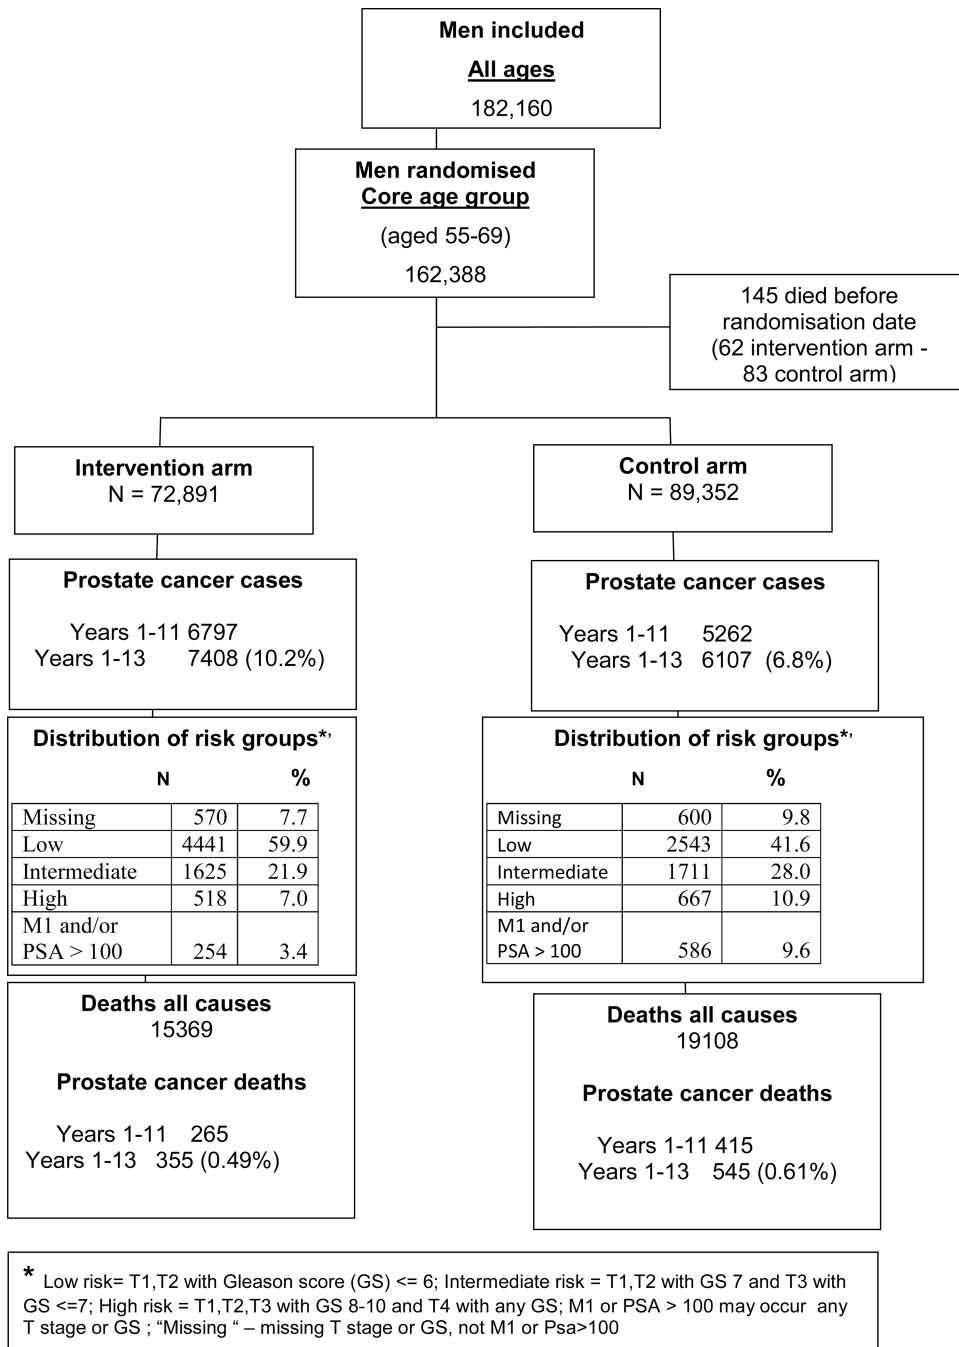 Men included
All ages
182,160
Men randomised
Core age group
(aged 55-69)
162,388
145 died before
randomisation date
(62 intervention arm -
83 control arm)
Intervention arm
N = 72,891
Control arm
N = 89,352
Prostate cancer cases
Years 1-11 6797
Years 1-13 7408 (10.2%)
Prostate cancer cases
Years 1-11 5262
Years 1-13 6107 (6.8%)
Distribution of risk groups*,
N %
Missing 570 7.7
Low 4441 59.9
Intermediate 1625 21.9
High 518 7.0
M1 and/or
PSA > 100 254 3.4
Distribution of risk groups*,
N %
Missing 600 9.8
Low 2543 41.6
Intermediate 1711 28.0
High 667 10.9
M1 and/or
PSA > 100 586 9.6
Deaths all causes
15369
Prostate cancer deaths
Years 1-11 265
Years 1-13 355 (0.49%)
Deaths all causes
19108
Prostate cancer deaths
Years 1-11 415
Years 1-13 545 (0.61%)
* Low risk= T1,T2 with Gleason score (GS) <= 6; Intermediate risk = T1,T2 with GS 7 and T3 with
GS <=7; High risk = T1,T2,T3 with GS 8-10 and T4 with any GS; M1 or PSA > 100 may occur any
T stage or GS ; “Missing “ – missing T stage or GS, not M1 or Psa>100